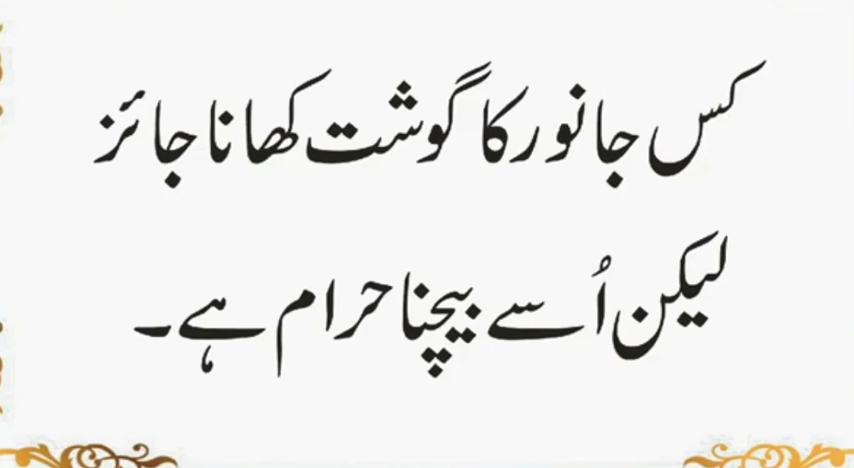 کس جانور کا گوشت کھانا جائز
لیکن اُسے بیچنا حرام ہے۔